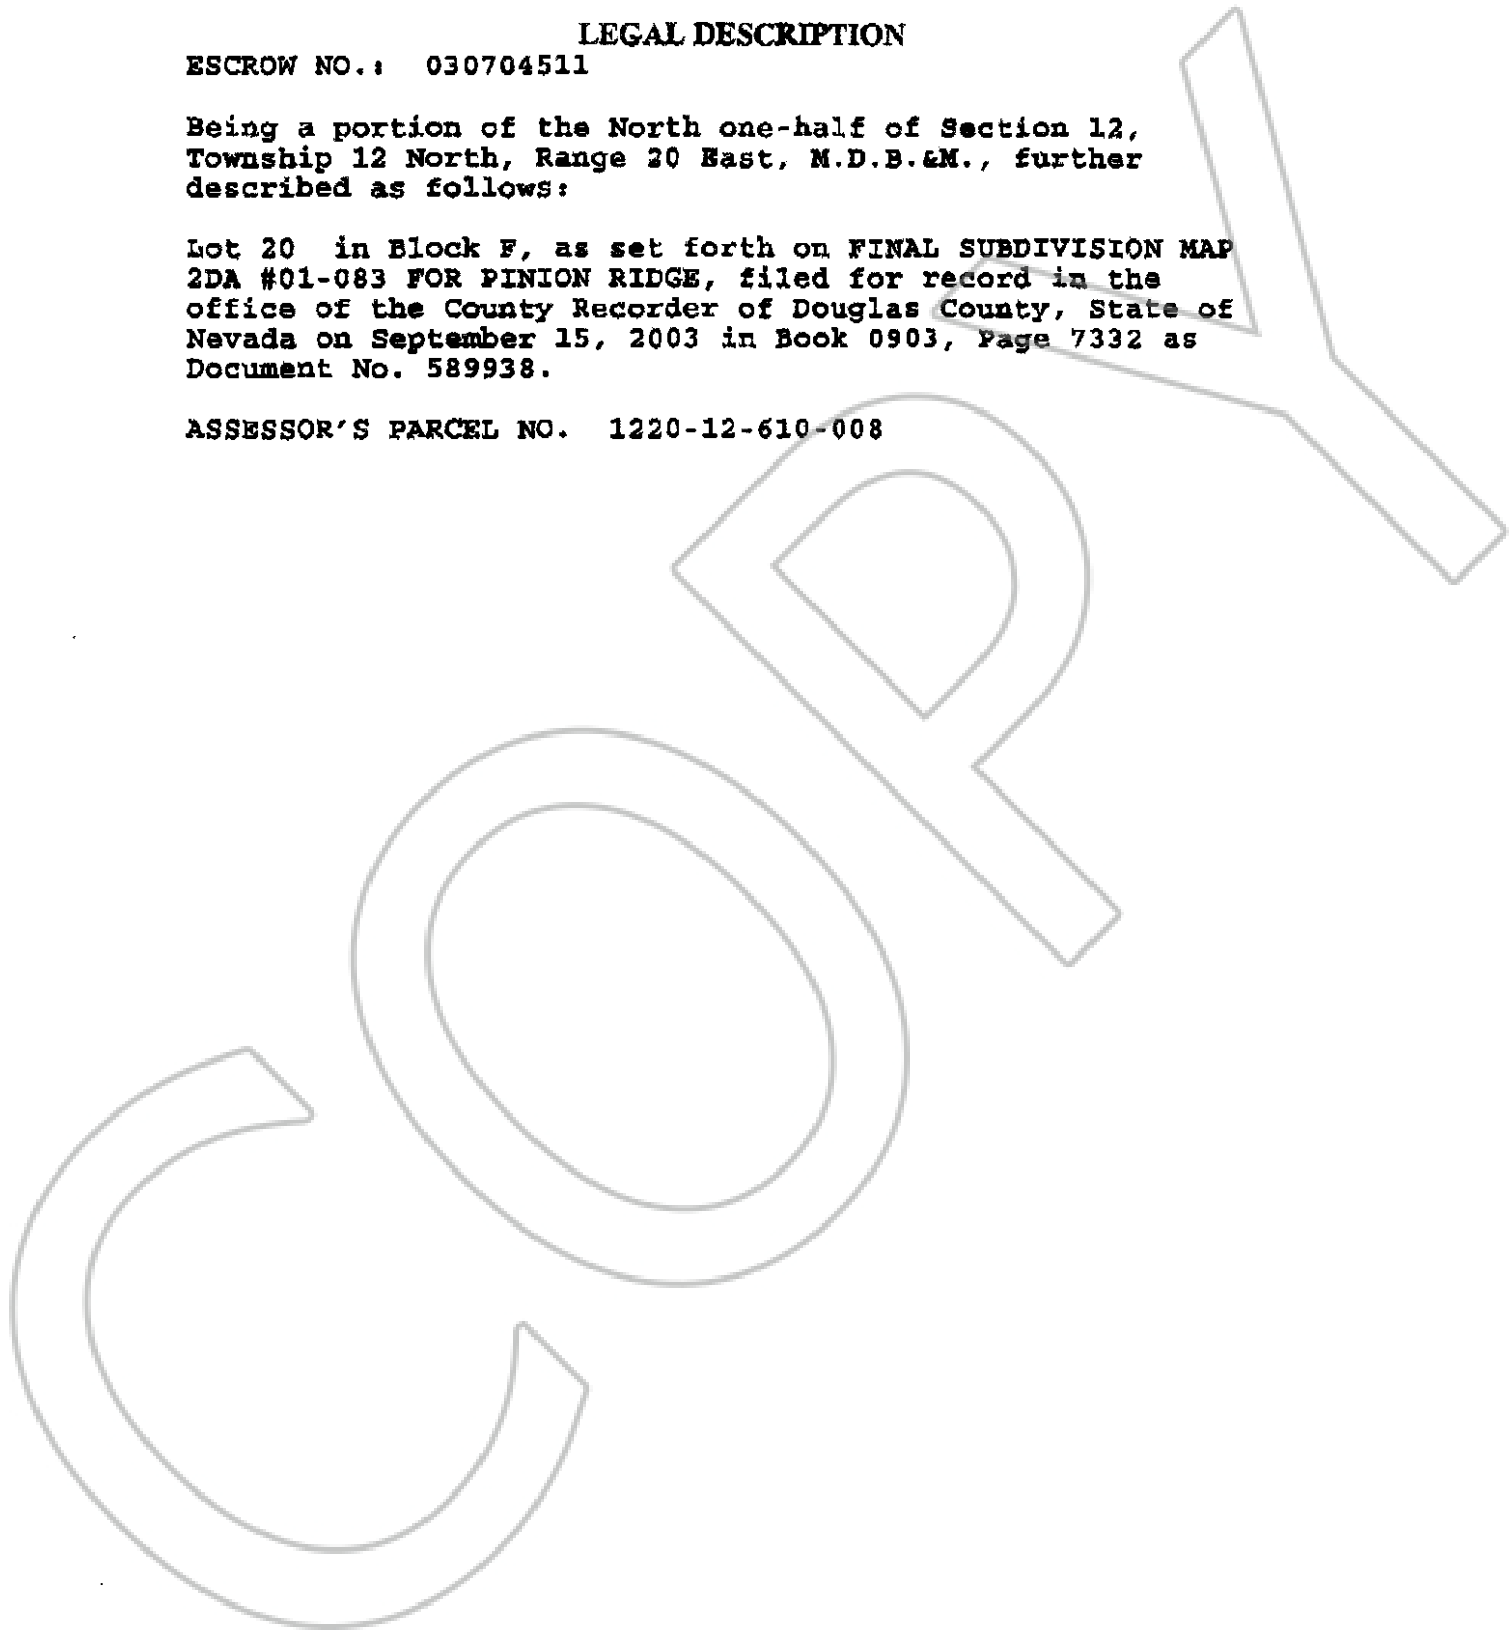 LEGAL DESCRIPTION
ESCROW NO.: 030704511
Being a portion of the North one-half of Section 12,
Township 12 North, Range 20 East, M.D.B.&M., further
described as follows:
Lot 20 in Block F, as set forth on FINAL SUBDIVISION MAP
2DA #01-083 FOR PINION RIDGE, filed for record in the
office of the County Recorder of Douglas County, State of
Nevada on September 15, 2003 in Book 0903, Page 7332 as
Document No. 589938.
ASSESSOR'S PARCEL NO. 1220-12-610-008
COPY